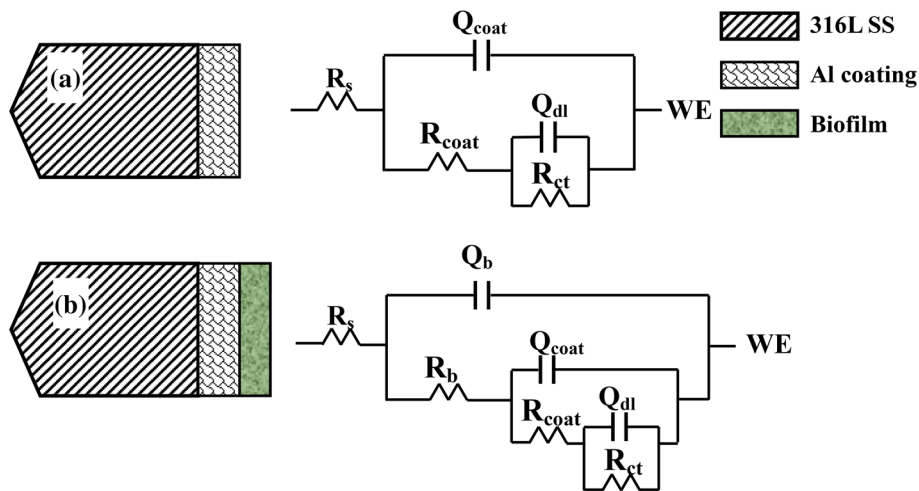 (a)
R_s
Q_coat
R_coat
Q_dl
R_ct
WE
316L SS
Al coating
Biofilm
(b)
R_s
Q_b
R_b
Q_coat
R_coat
Q_dl
R_ct
WE